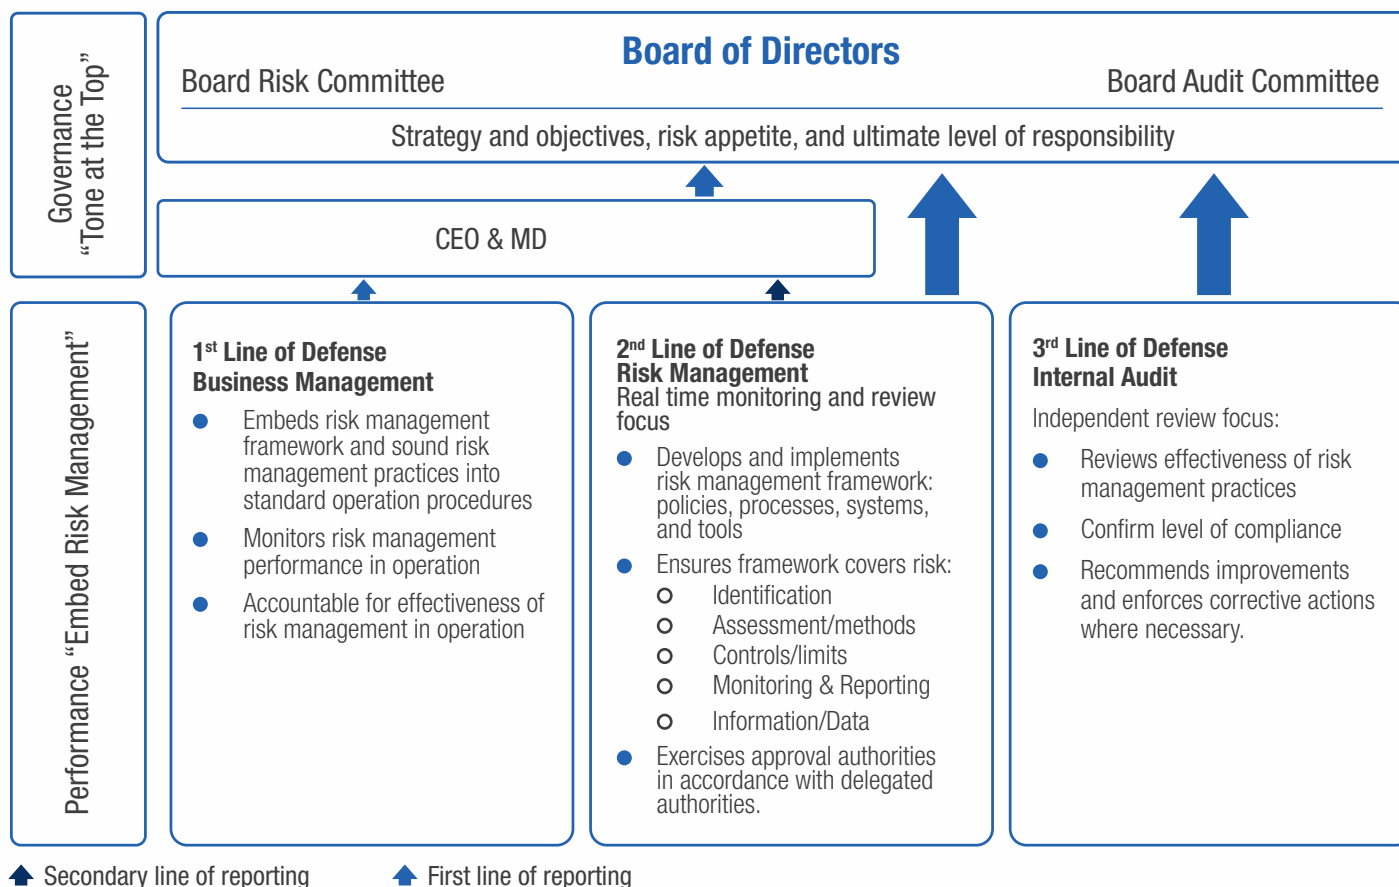 Governance
“Tone at the Top”
Board of Directors
Board Risk Committee
Board Audit Committee
Strategy and objectives, risk appetite, and ultimate level of responsibility
CEO & MD
Performance “Embed Risk Management”
1st Line of Defense
Business Management
Embeds risk management
framework and sound risk
management practices into
standard operation procedures
Monitors risk management
performance in operation
Accountable for effectiveness of
risk management in operation
2nd Line of Defense
Risk Management
Real time monitoring and review
focus
Develops and implements
risk management framework:
policies, processes, systems,
and tools
Ensures framework covers risk:
Identification
Assessment/methods
Controls/limits
Monitoring & Reporting
Information/Data
Exercises approval authorities
in accordance with delegated
authorities.
3rd Line of Defense
Internal Audit
Independent review focus:
Reviews effectiveness of risk
management practices
Confirm level of compliance
Recommends improvements
and enforces corrective actions
where necessary.
Secondary line of reporting
First line of reporting